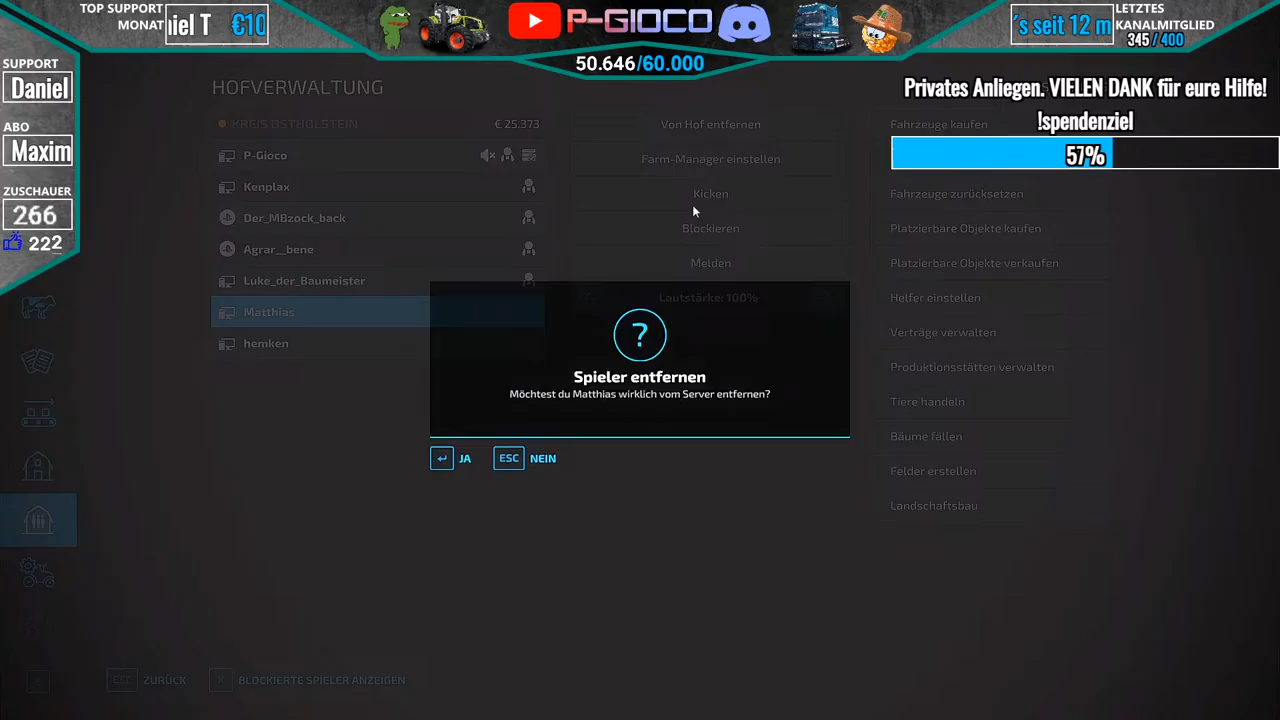 TOP SUPPORT
MONAT
iel T €10
P-GIOCO
's seit 12 m
LETZTES
KANALMITGLIED
345 / 400
50.646/60.000
SUPPORT
Daniel
ABO
Maxim
ZUSCHAUER
266
222
Privates Anliegen. VIELEN DANK für eure Hilfe!
!spendenziel
57%
HOFVERWALTUNG
KREIS OSTHOLSTEIN € 25.373
P-Gioco
Kenplax
Der_MBzock_back
Agrar__bene
Luke_der_Baumeister
Matthias
hemken
Von Hof entfernen
Farm-Manager einstellen
Kicken
Blockieren
Melden
Lautstärke: 100%
Fahrzeuge kaufen
Fahrzeuge zurücksetzen
Platzierbare Objekte kaufen
Platzierbare Objekte verkaufen
Helfer einstellen
Verträge verwalten
Produktionsstätten verwalten
Tiere handeln
Bäume fällen
Felder erstellen
Landschaftsbau
?
Spieler entfernen
Möchtest du Matthias wirklich vom Server entfernen?
JA
ESC NEIN
ESC ZURÜCK
X BLOCKIERTE SPIELER ANZEIGEN